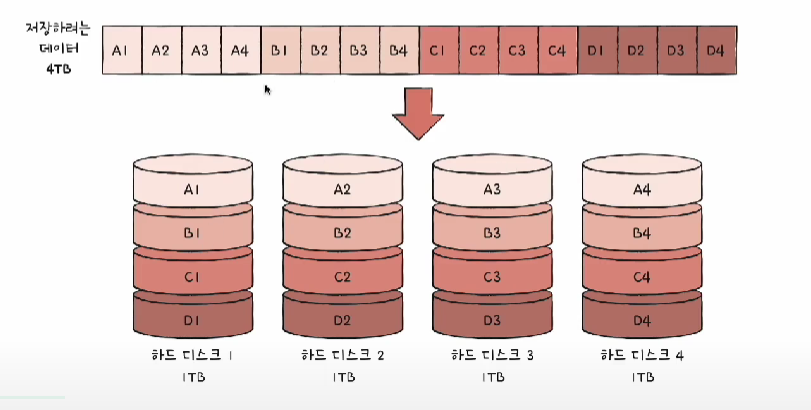 저장하려는
데이터
4TB
A1 A2 A3 A4 B1 B2 B3 B4 C1 C2 C3 C4 D1 D2 D3 D4
A1 A2 A3 A4
B1 B2 B3 B4
C1 C2 C3 C4
D1 D2 D3 D4
하드 디스크 1 하드 디스크 2 하드 디스크 3 하드 디스크 4
1TB 1TB 1TB 1TB